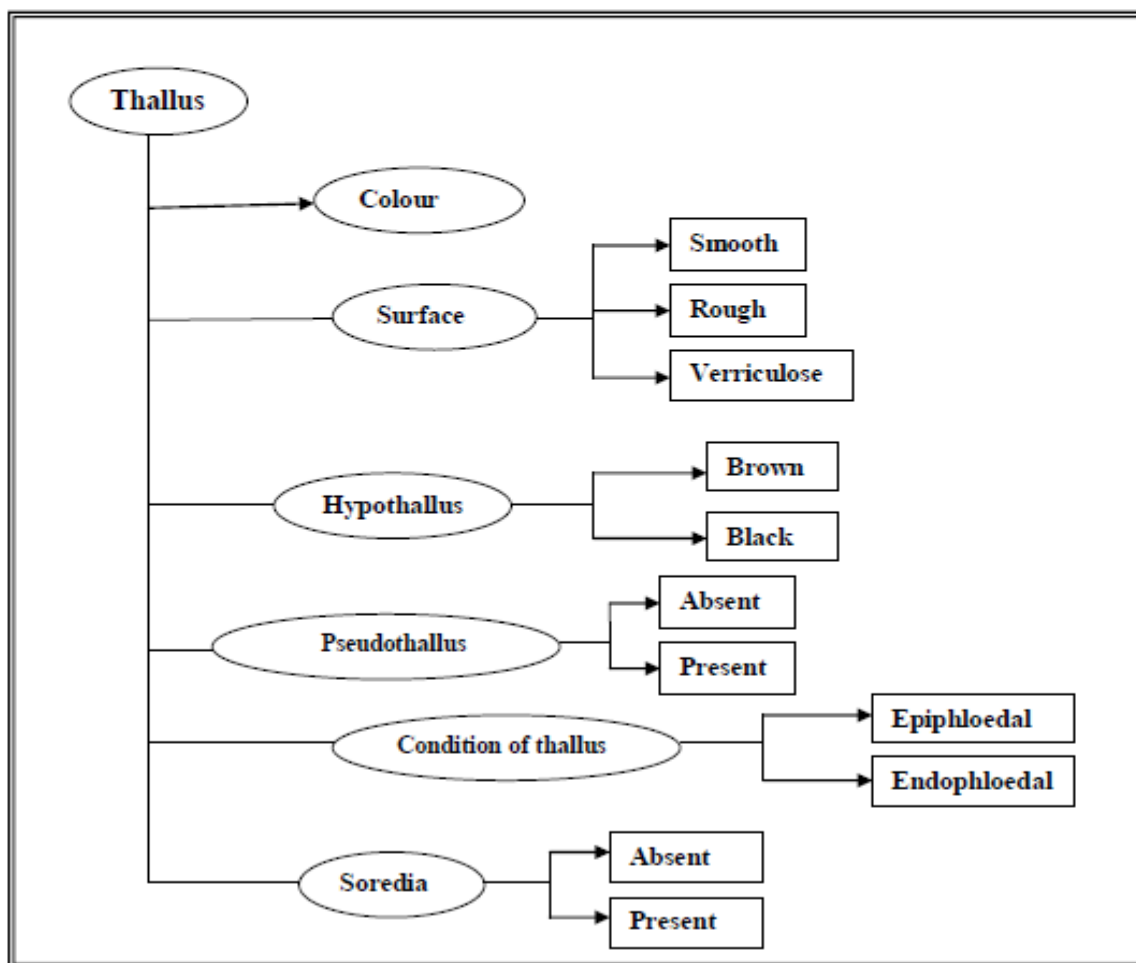 Thallus
Colour
Surface
Smooth
Rough
Verriculose
Hypothallus
Brown
Black
Pseudothallus
Absent
Present
Condition of thallus
Epiphloedal
Endophloedal
Soredia
Absent
Present